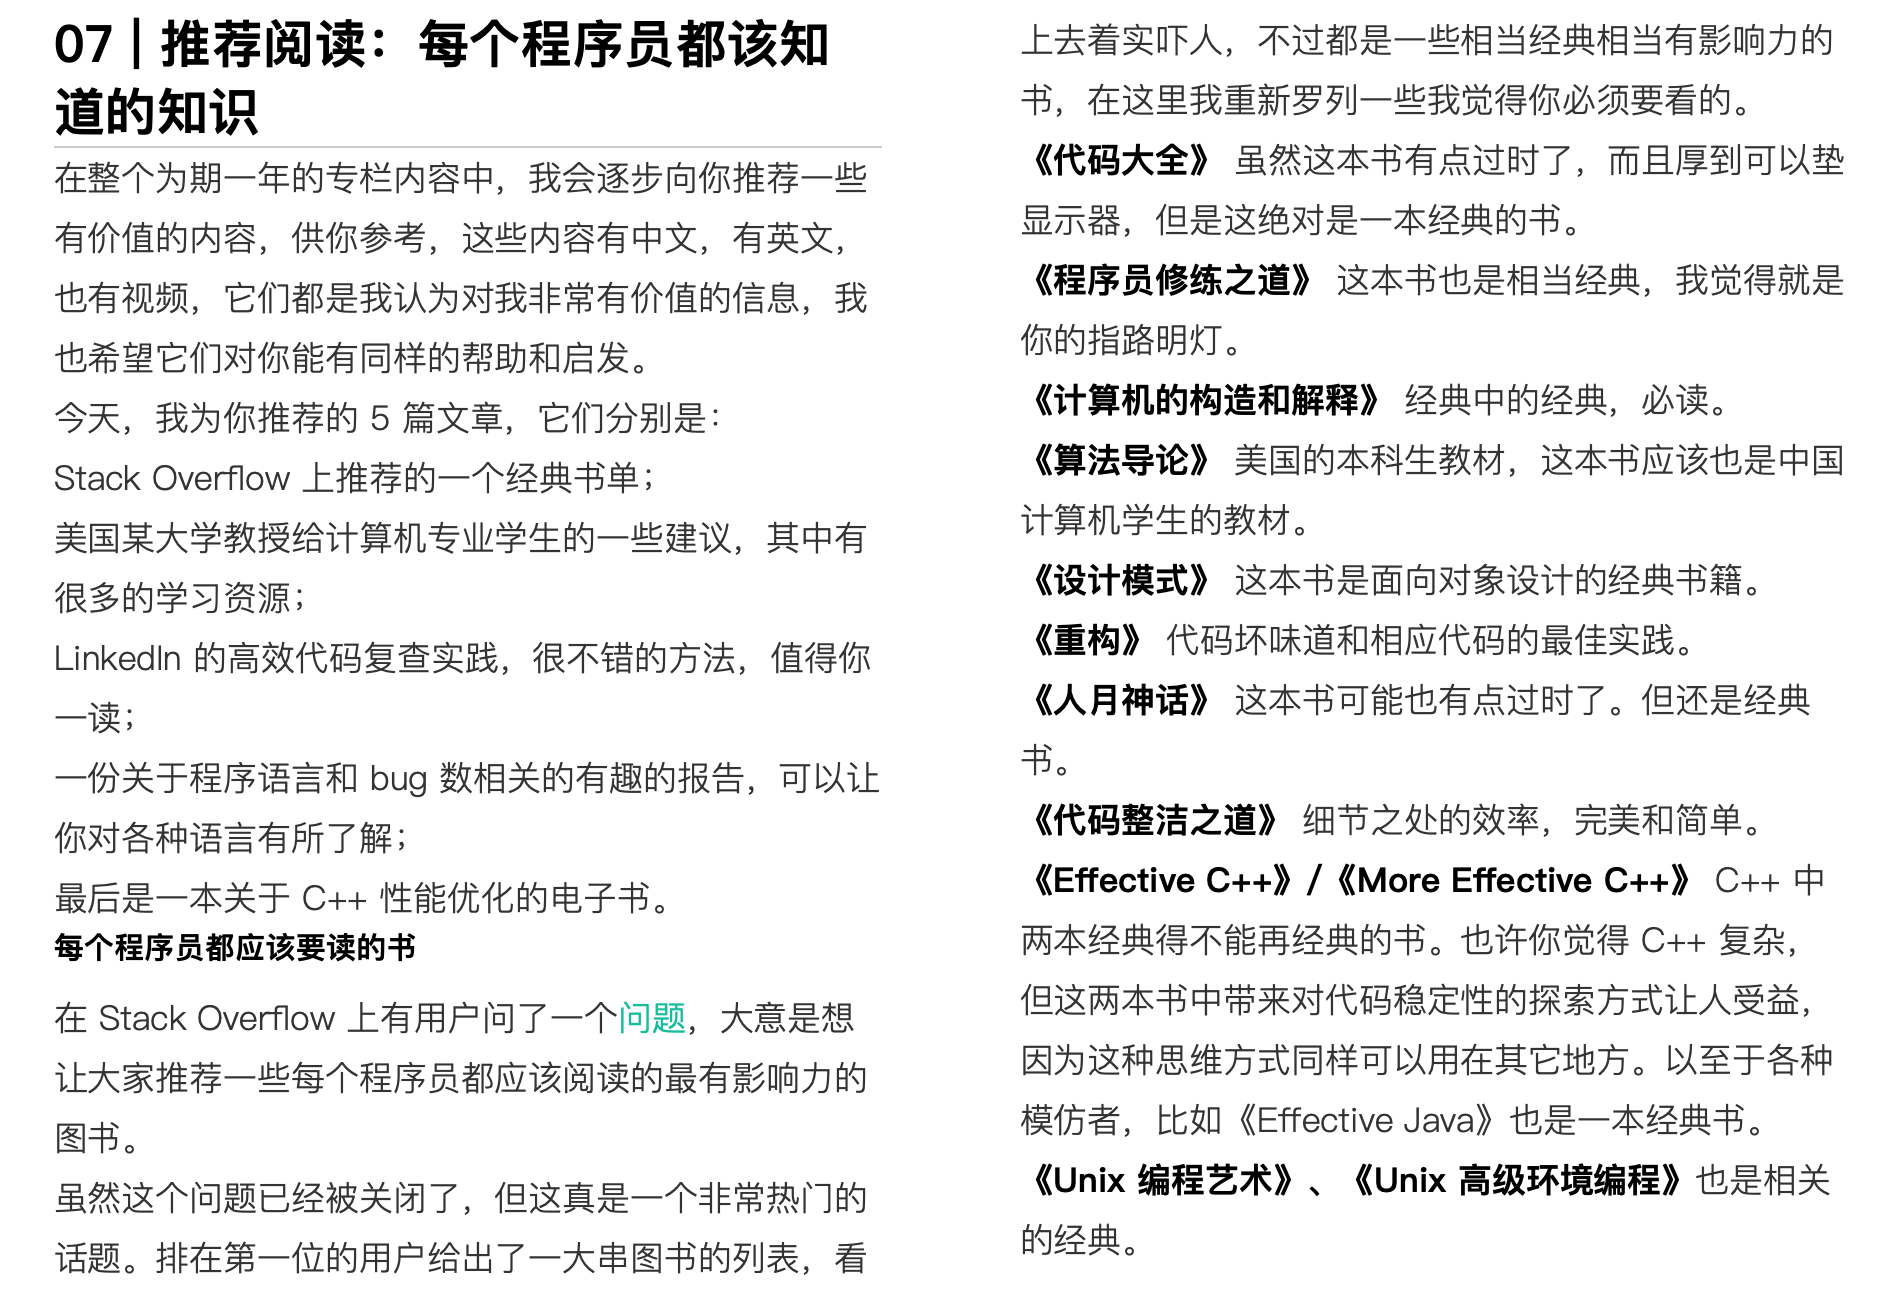 07 | 推荐阅读：每个程序员都该知
道的知识
在整个为期一年的专栏内容中，我会逐步向你推荐一些
有价值的内容，供你参考，这些内容有中文，有英文，
也有视频，它们都是我认为对我非常有价值的信息，我
也希望它们对你能有同样的帮助和启发。
今天，我为你推荐的 5 篇文章，它们分别是：
Stack Overflow 上推荐的一个经典书单；
美国某大学教授给计算机专业学生的一些建议，其中有
很多的学习资源；
LinkedIn 的高效代码复查实践，很不错的方法，值得你
一读；
一份关于程序语言和 bug 数相关的有趣的报告，可以让
你对各种语言有所了解；
最后是一本关于 C++ 性能优化的电子书。
每个程序员都应该要读的书
在 Stack Overflow 上有用户问了一个问题，大意是想
让大家推荐一些每个程序员都应该阅读的最有影响力的
图书。
虽然这个问题已经被关闭了，但这真是一个非常热门的
话题。排在第一位的用户给出了一大串图书的列表，看
上去着实吓人，不过都是一些相当经典相当有影响力的
书，在这里我重新罗列一些我觉得你必须要看的。
《代码大全》 虽然这本书有点过时了，而且厚到可以垫
显示器，但是这绝对是一本经典的书。
《程序员修练之道》 这本书也是相当经典，我觉得就是
你的指路明灯。
《计算机的构造和解释》 经典中的经典，必读。
《算法导论》 美国的本科生教材，这本书应该也是中国
计算机学生的教材。
《设计模式》 这本书是面向对象设计的经典书籍。
《重构》 代码坏味道和相应代码的最佳实践。
《人月神话》 这本书可能也有点过时了。但还是经典
书。
《代码整洁之道》 细节之处的效率，完美和简单。
《Effective C++》/《More Effective C++》 C++ 中
两本经典得不能再经典的书。也许你觉得 C++ 复杂，
但这两本书中带来对代码稳定性的探索方式让人受益，
因为这种思维方式同样可以用在其它地方。以至于各种
模仿者，比如《Effective Java》也是一本经典书。
《Unix 编程艺术》、《Unix 高级环境编程》也是相关
的经典。